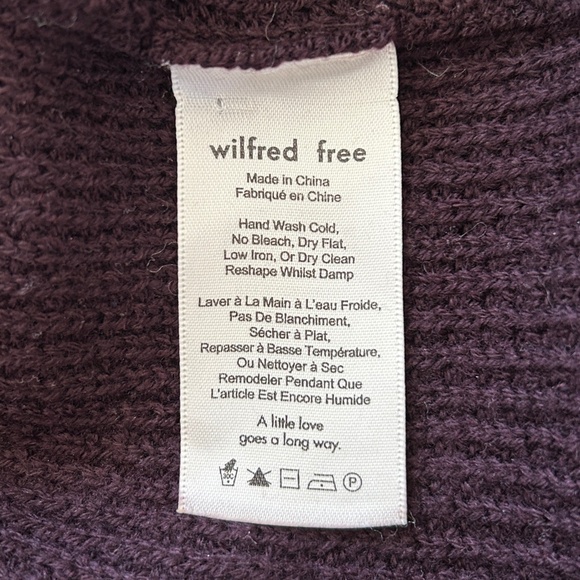 wilfred free
Made in China
Fabriqué en Chine
Hand Wash Cold,
No Bleach, Dry Flat,
Low Iron, Or Dry Clean
Reshape Whilst Damp
Laver à La Main à L'eau Froide,
Pas De Blanchiment,
Sécher à Plat,
Repasser à Basse Température,
Ou Nettoyer à Sec
Remodeler Pendant Que
L'article Est Encore Humide
A little love
goes a long way.
P